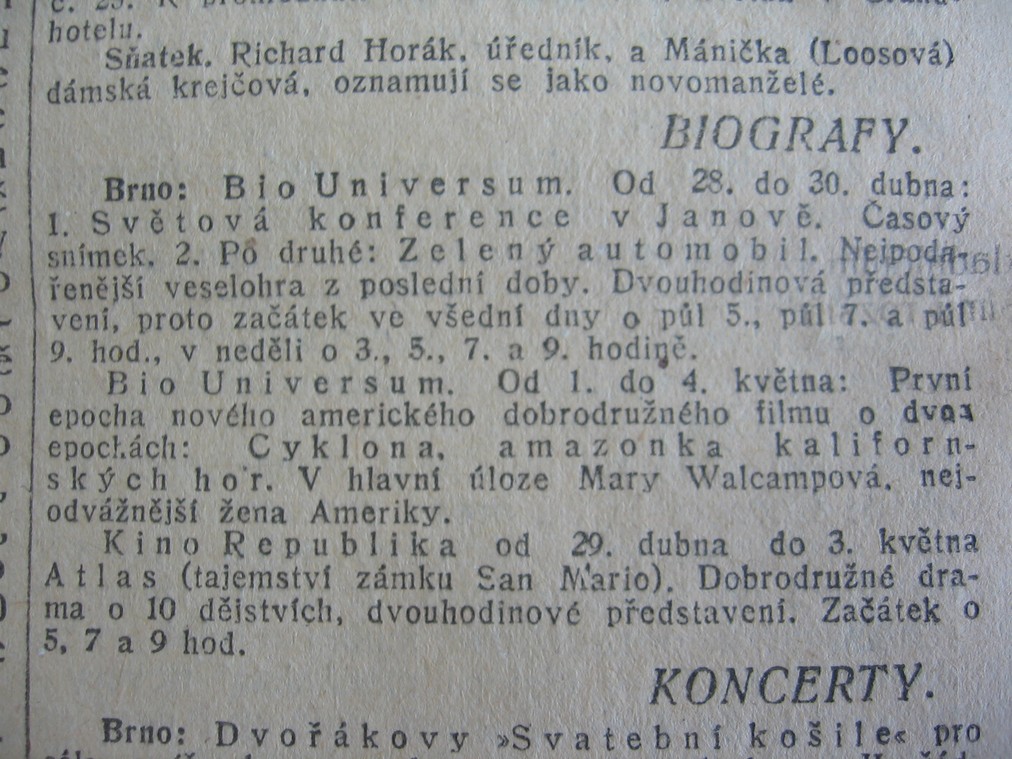 hotelu.
Sňatek. Richard Horák, úředník, a Mánička (Loosová)
dámská krejčová, oznamují se jako novomanželé.
BIOGRAFY.
Brno: Bio Universum. Od 28. do 30. dubna:
1. Světová konference v Janově. Časový
snímek. 2. Po druhé: Zelený automobil. Nejpoda-
řenější veselohra z poslední doby. Dvouhodinová předsta-
vení, proto začátek ve všední dny o půl 5., půl 7. a půl
9. hod., v neděli o 3., 5., 7. a 9. hodině.
Bio Universum. Od 1. do 4. května: První
epocha nového amerického dobrodružného filmu o dvou
epochách: Cyklona, amazonka kaliforn-
ských hor. V hlavní úloze Mary Walcampová, nej-
odvážnější žena Ameriky.
Kino Republika od 29. dubna do 3. května
Atlas (tajemství zámku San Mario). Dobrodružné dra-
ma o 10 dějstvích, dvouhodinové představení. Začátek o
5, 7 a 9 hod.
KONCERTY.
Brno: Dvořákovy »Svatební košile« pro